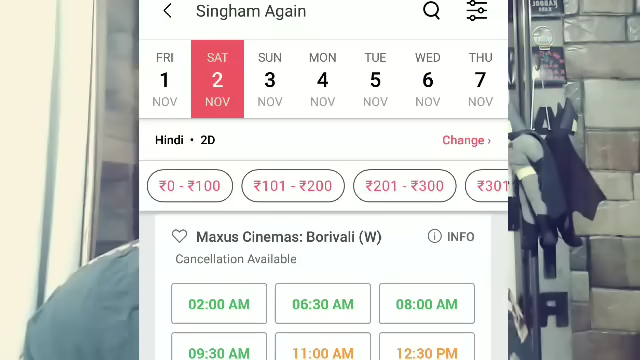 Singham Again
FRI SAT SUN MON TUE WED THU
1 2 3 4 5 6 7
NOV NOV NOV NOV NOV NOV NOV
Hindi • 2D Change ›
₹0 - ₹100 ₹101 - ₹200 ₹201 - ₹300 ₹301
Maxus Cinemas: Borivali (W) INFO
Cancellation Available
02:00 AM 06:30 AM 08:00 AM
09:30 AM 11:00 AM 12:30 PM